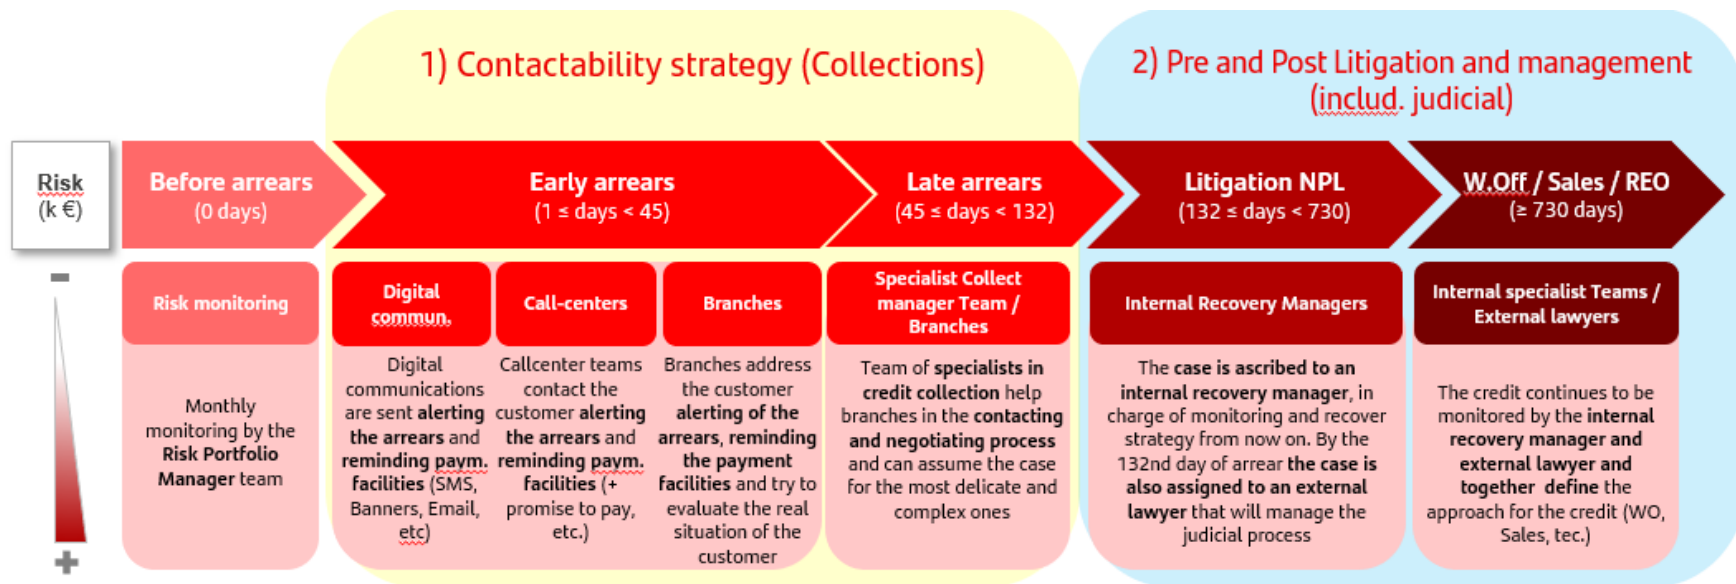 1) Contactability strategy (Collections)
2) Pre and Post Litigation and management
(includ. judicial)
Risk
(k €)
Before arrears
(0 days)
Early arrears
(1 ≤ days < 45)
Late arrears
(45 ≤ days < 132)
Litigation NPL
(132 ≤ days < 730)
W.Off / Sales / REO
(≥ 730 days)
-
+
Risk monitoring
Monthly
monitoring by the
Risk Portfolio
Manager team
Digital
commun.
Digital
communications
are sent alerting
the arrears and
reminding paym.
facilities (SMS,
Banners, Email,
etc)
Call-centers
Callcenter teams
contact the
customer alerting
the arrears and
reminding paym.
facilities (+
promise to pay,
etc.)
Branches
Branches address
the customer
alerting of the
arrears, reminding
the payment
facilities and try to
evaluate the real
situation of the
customer
Specialist Collect
manager Team /
Branches
Team of specialists in
credit collection help
branches in the contacting
and negotiating process
and can assume the case
for the most delicate and
complex ones
Internal Recovery Managers
The case is ascribed to an
internal recovery manager, in
charge of monitoring and recover
strategy from now on. By the
132nd day of arrear the case is
also assigned to an external
lawyer that will manage the
judicial process
Internal specialist Teams /
External lawyers
The credit continues to be
monitored by the internal
recovery manager and
external lawyer and
together define the
approach for the credit (WO,
Sales, tec.)